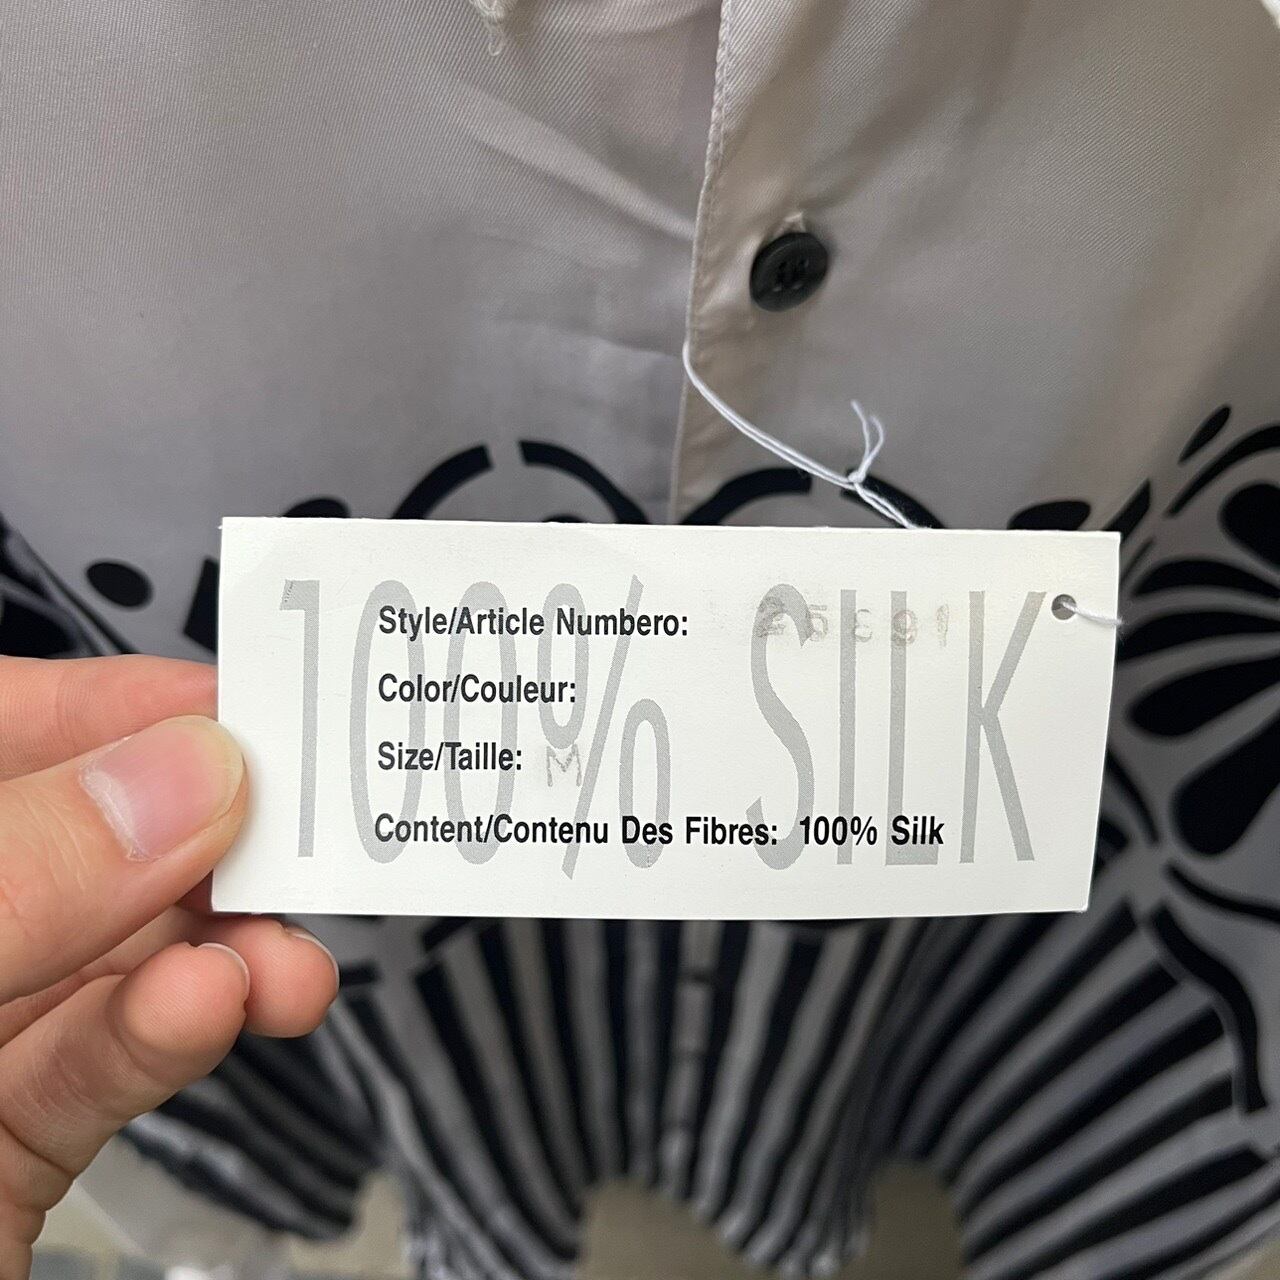 100% SILK
Style/Article Numbero:
Color/Couleur:
Size/Taille: M
Content/Contenu Des Fibres: 100% Silk